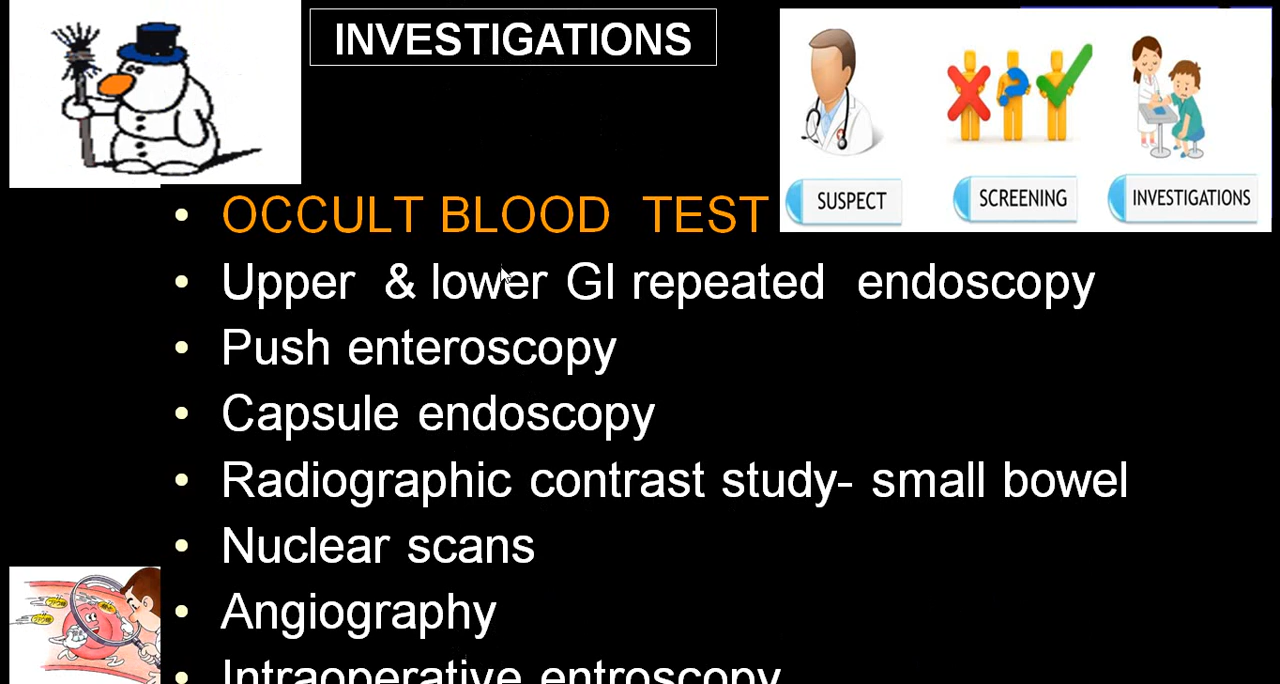 INVESTIGATIONS
SUSPECT
SCREENING
INVESTIGATIONS
• OCCULT BLOOD TEST
• Upper & lower GI repeated endoscopy
• Push enteroscopy
• Capsule endoscopy
• Radiographic contrast study- small bowel
• Nuclear scans
• Angiography
• Intraoperative entroscopy